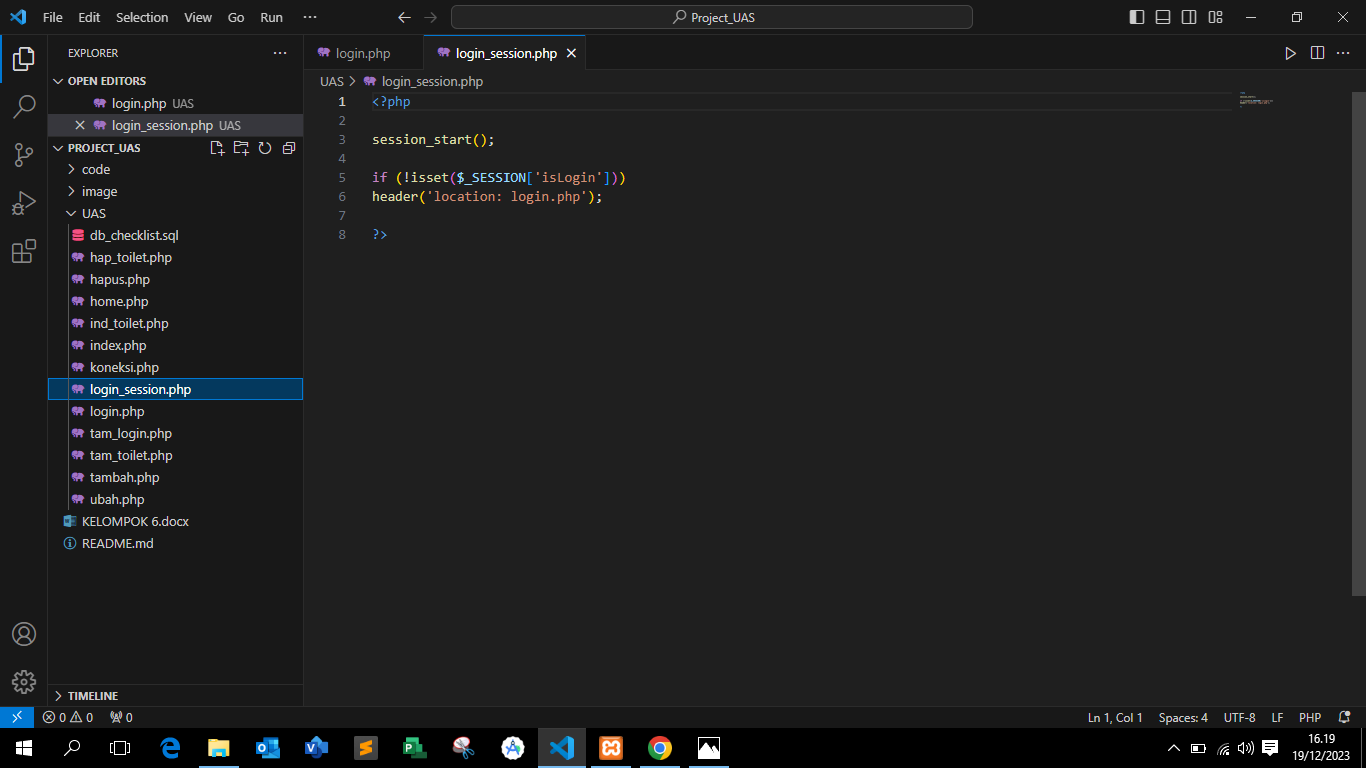 File Edit Selection View Go Run ··· Project_UAS
EXPLORER ···
OPEN EDITORS
login.php UAS
login_session.php UAS
PROJECT_UAS
code
image
UAS
db_checklist.sql
hap_toilet.php
hapus.php
home.php
ind_toilet.php
index.php
koneksi.php
login_session.php
login.php
tam_login.php
tam_toilet.php
tambah.php
ubah.php
KELOMPOK 6.docx
README.md
TIMELINE
login.php login_session.php
UAS > login_session.php
1 <?php
2
3 session_start();
4
5 if (!isset($_SESSION['isLogin']))
6 header('location: login.php');
7
8 ?>
0 0 0 Ln 1, Col 1 Spaces: 4 UTF-8 LF PHP
16.19
19/12/2023